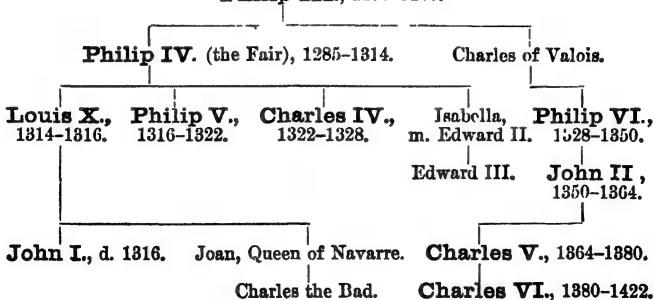 Philip IV. (the Fair), 1285-1314. Charles of Valois.
Louis X., Philip V., Charles IV., Isabella, Philip VI.,
1314-1316. 1316-1322. 1322-1328. m. Edward II. 1328-1350.
Edward III. John II,
1350-1364.
John I., d. 1316. Joan, Queen of Navarre. Charles V., 1364-1380.
Charles the Bad. Charles VI., 1380-1422.